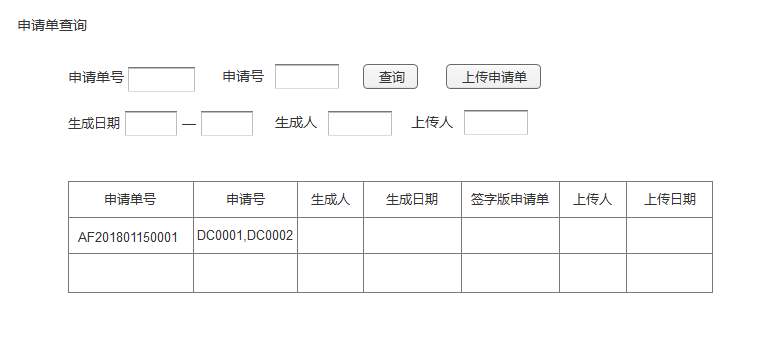 申请单查询
申请单号 申请号 查询 上传申请单
生成日期 — 生成人 上传人
申请单号 申请号 生成人 生成日期 签字版申请单 上传人 上传日期
AF201801150001 DC0001,DC0002